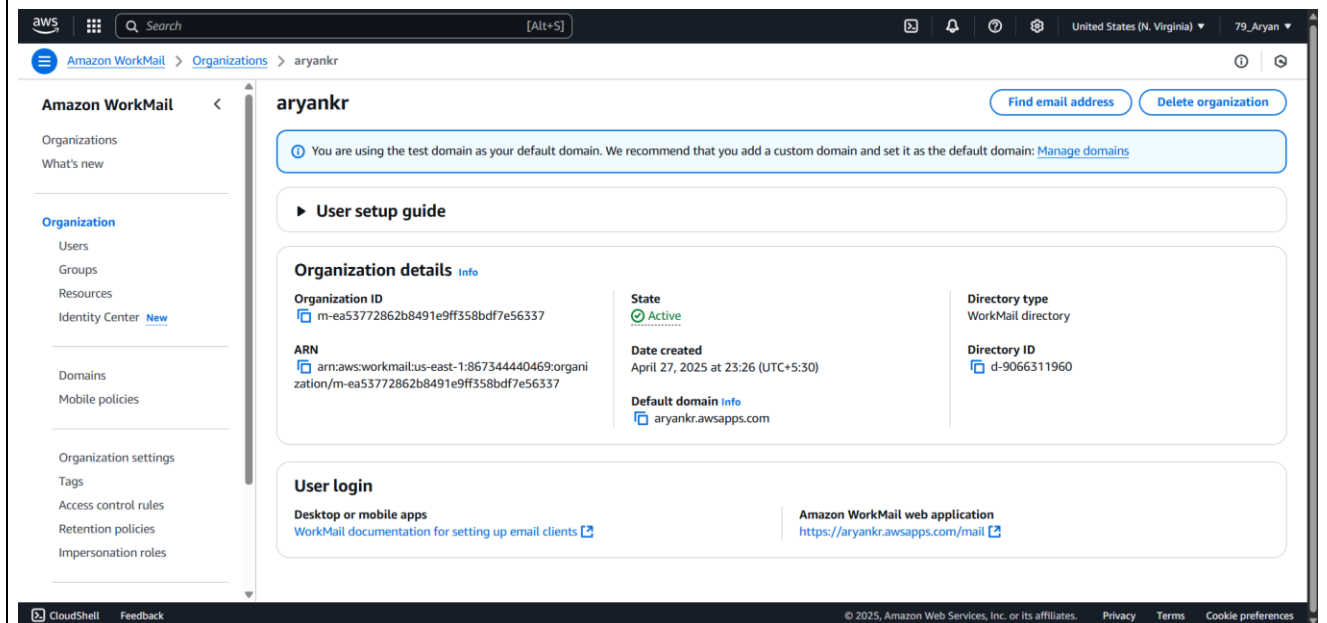 aws
Search
[Alt+S]
United States (N. Virginia) ▼
79_Aryan ▼
Amazon WorkMail > Organizations > aryankr
Amazon WorkMail
Organizations
What's new
Organization
Users
Groups
Resources
Identity Center New
Domains
Mobile policies
Organization settings
Tags
Access control rules
Retention policies
Impersonation roles
aryankr
Find email address
Delete organization
You are using the test domain as your default domain. We recommend that you add a custom domain and set it as the default domain: Manage domains
User setup guide
Organization details Info
Organization ID
m-ea53772862b8491e9ff358bdf7e56337
ARN
arn:aws:workmail:us-east-1:867344440469:organi
zation/m-ea53772862b8491e9ff358bdf7e56337
State
Active
Date created
April 27, 2025 at 23:26 (UTC+5:30)
Default domain Info
aryankr.awsapps.com
Directory type
WorkMail directory
Directory ID
d-9066311960
User login
Desktop or mobile apps
WorkMail documentation for setting up email clients
Amazon WorkMail web application
https://aryankr.awsapps.com/mail
CloudShell
Feedback
© 2025, Amazon Web Services, Inc. or its affiliates.
Privacy
Terms
Cookie preferences